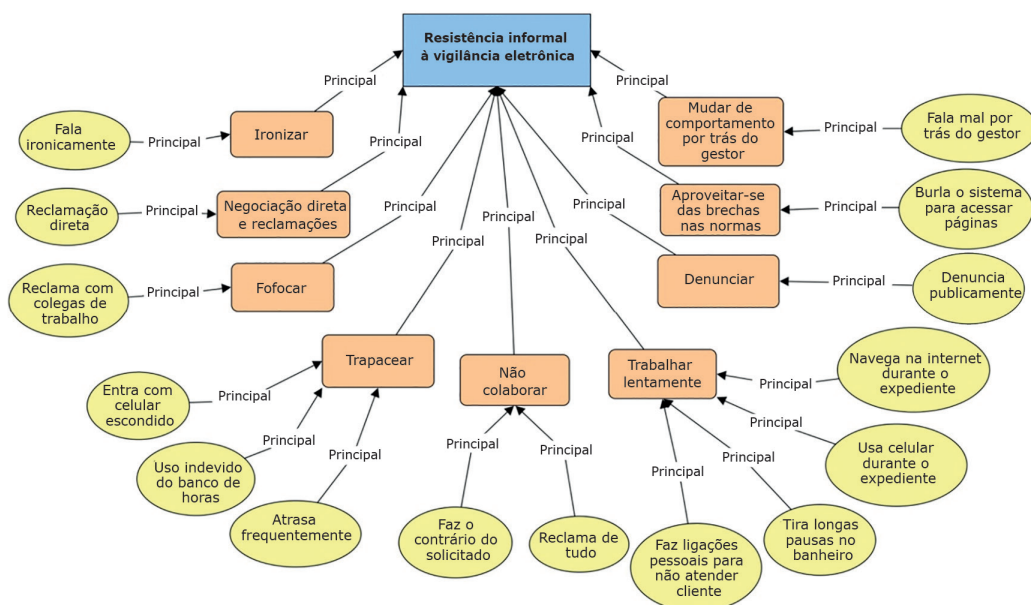 Resistência informal
à vigilância eletrônica
Principal
Principal
Fala
ironicamente
Principal
Ironizar
Mudar de
comportamento
por trás do
gestor
Principal
Fala mal por
trás do gestor
Reclamação
direta
Principal
Negociação direta
e reclamações
Principal
Principal
Aproveitar-se
das brechas
nas normas
Principal
Burla o sistema
para acessar
páginas
Reclama com
colegas de
trabalho
Principal
Fofocar
Principal
Principal
Principal
Principal
Principal
Denunciar
Principal
Denuncia
publicamente
Trapacear
Não
colaborar
Trabalhar
lentamente
Entra com
celular
escondido
Principal
Principal
Navega na internet
durante o
expediente
Uso indevido
do banco de
horas
Principal
Principal
Principal
Principal
Principal
Principal
Principal
Usa celular
durante o
expediente
Atrasa
frequentemente
Faz o
contrário do
solicitado
Reclama de
tudo
Faz ligações
pessoais para
não atender
cliente
Tira longas
pausas no
banheiro